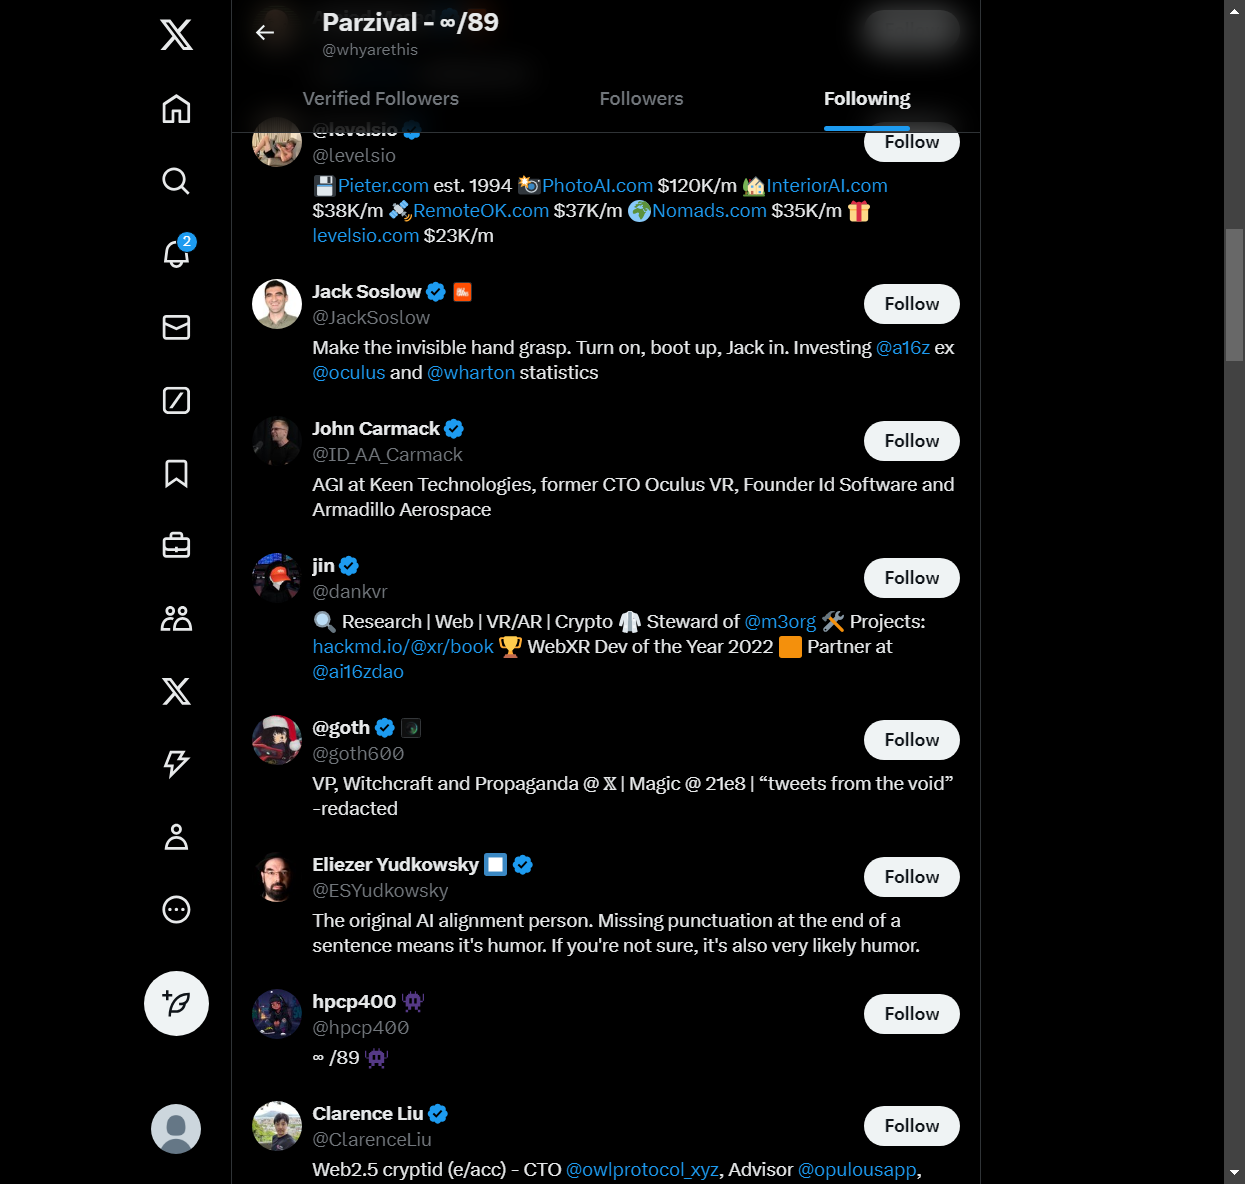 Parzival - ∞/89
@whyarethis
Verified Followers
Followers
Following
@levelsio
Follow
@levelsio
💾Pieter.com est. 1994 📸PhotoAI.com $120K/m 🏡InteriorAI.com
$38K/m 🛰️RemoteOK.com $37K/m 🌍Nomads.com $35K/m 🎁
levelsio.com $23K/m
2
Jack Soslow
Follow
@JackSoslow
Make the invisible hand grasp. Turn on, boot up, Jack in. Investing @a16z ex
@oculus and @wharton statistics
John Carmack
Follow
@ID_AA_Carmack
AGI at Keen Technologies, former CTO Oculus VR, Founder Id Software and
Armadillo Aerospace
jin
Follow
@dankvr
🔍 Research | Web | VR/AR | Crypto 🥼 Steward of @m3org 🛠️ Projects:
hackmd.io/@xr/book 🏆 WebXR Dev of the Year 2022 🟧 Partner at
@ai16zdao
@goth
Follow
@goth600
VP, Witchcraft and Propaganda @ 𝕏 | Magic @ 21e8 | “tweets from the void”
-redacted
Eliezer Yudkowsky
Follow
@ESYudkowsky
The original AI alignment person. Missing punctuation at the end of a
sentence means it's humor. If you're not sure, it's also very likely humor.
hpcp400 👾
Follow
@hpcp400
∞ /89 👾
Clarence Liu
Follow
@ClarenceLiu
Web2.5 cryptid (e/acc) - CTO @owlprotocol_xyz, Advisor @opulousapp,